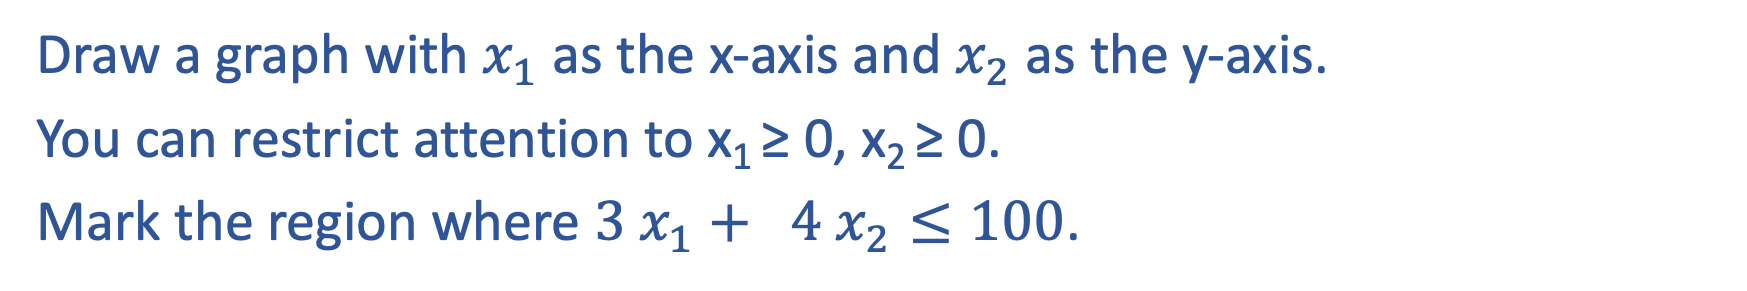 Draw a graph with x₁ as the x-axis and x₂ as the y-axis.
You can restrict attention to x₁ ≥ 0, x₂ ≥ 0.
Mark the region where 3 x₁ + 4 x₂ ≤ 100.